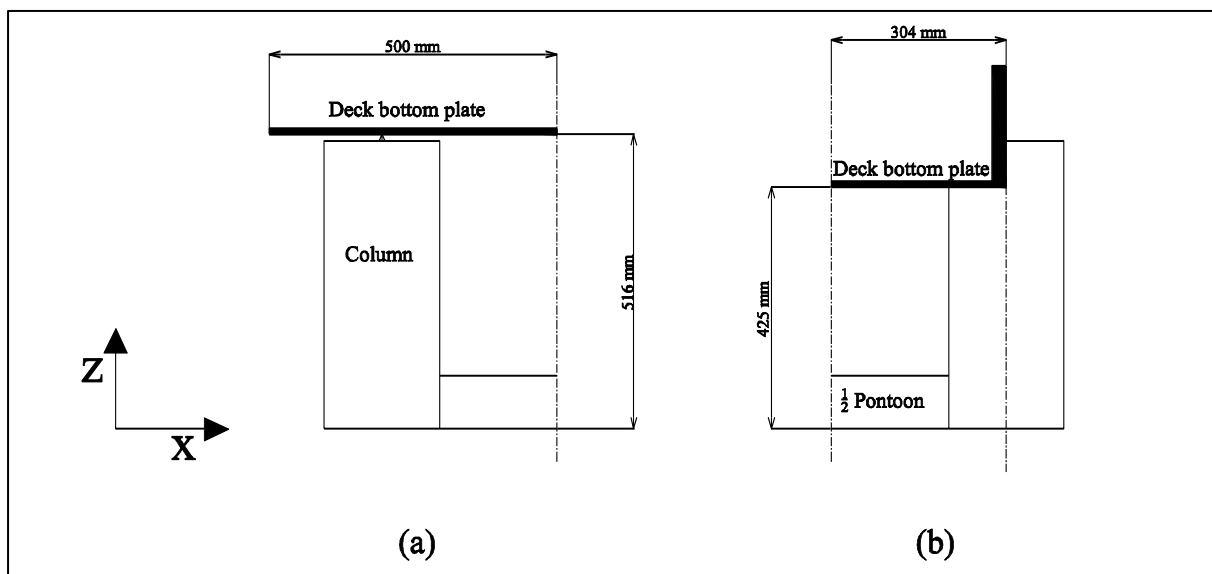 500 mm
304 mm
Deck bottom plate
Deck bottom plate
Column
516 mm
425 mm
Z
X
½ Pontoon
(a)
(b)